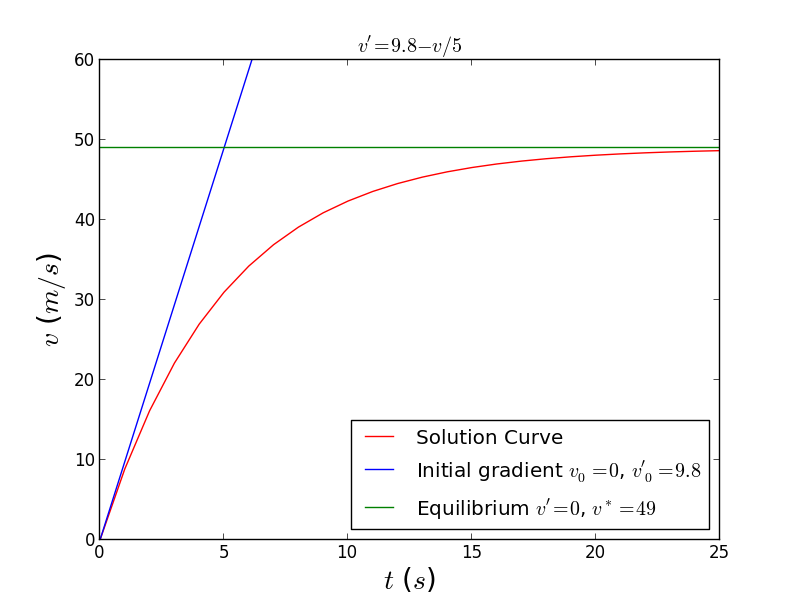 v′=9.8−v/5
60
50
40
30
20
10
0
v (m/s)
0 5 10 15 20 25
t (s)
Solution Curve
Initial gradient v₀ =0, v′₀ =9.8
Equilibrium v′=0, v* =49